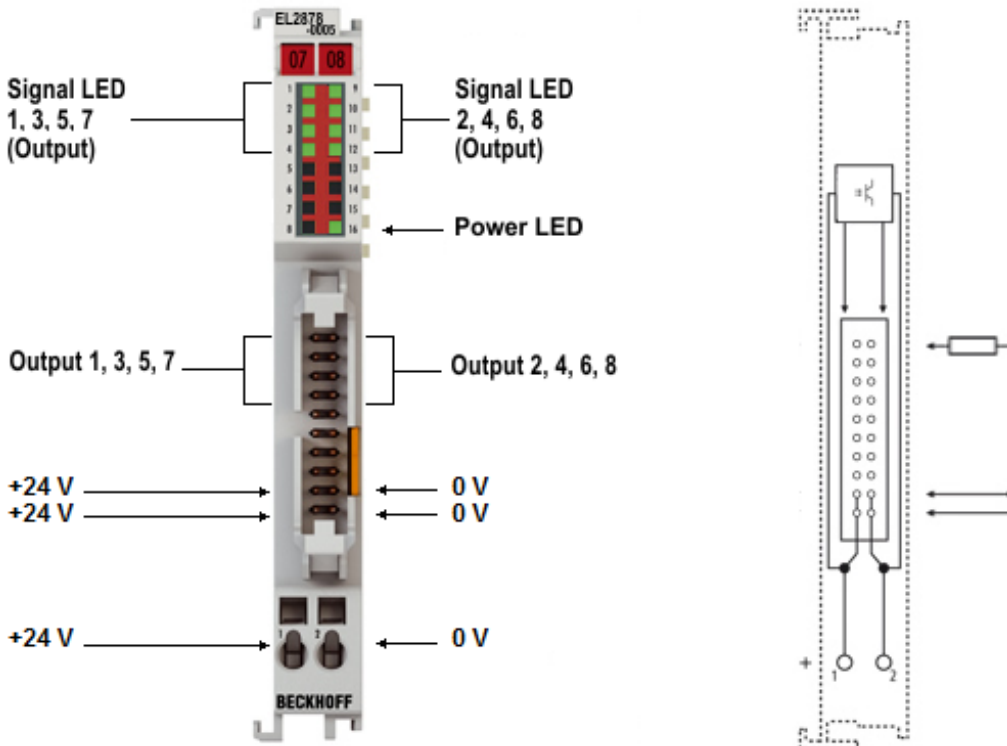 EL2878
-0005
07 08
Signal LED
1, 3, 5, 7
(Output)
Signal LED
2, 4, 6, 8
(Output)
1 9
2 10
3 11
4 12
5 13
6 14
7 15
8 16
Power LED
Output 1, 3, 5, 7
Output 2, 4, 6, 8
+24 V 0 V
+24 V 0 V
1 2
+24 V 0 V
+ 1 2
BECKHOFF